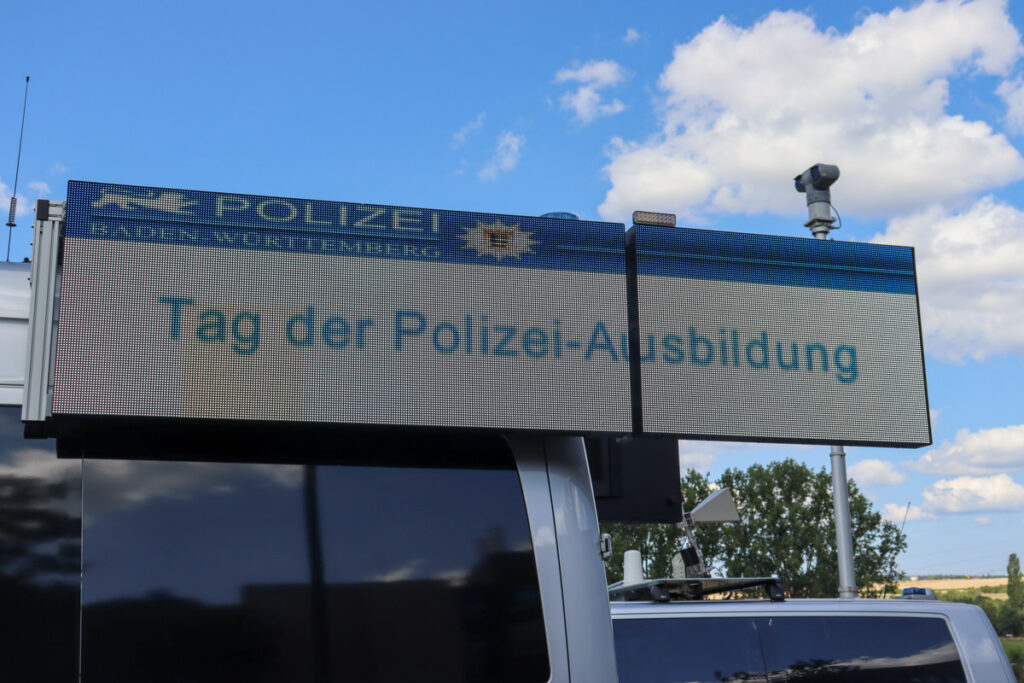 POLIZEI
BADEN-WÜRTTEMBERG
Tag der Polizei-Ausbildung